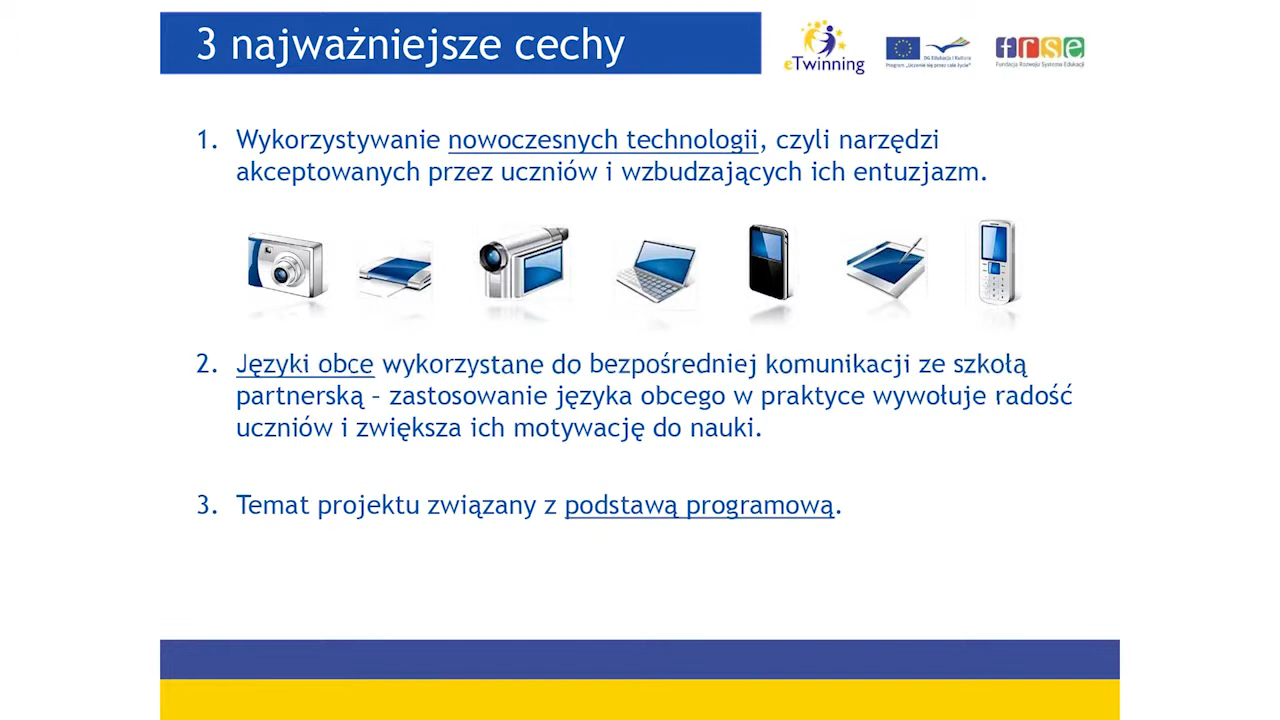 3 najważniejsze cechy
eTwinning
DG Edukacja i Kultura
Program „Uczenie się przez całe życie”
frse
Fundacja Rozwoju Systemu Edukacji
1. Wykorzystywanie nowoczesnych technologii, czyli narzędzi
akceptowanych przez uczniów i wzbudzających ich entuzjazm.
2. Języki obce wykorzystane do bezpośredniej komunikacji ze szkołą
partnerską – zastosowanie języka obcego w praktyce wywołuje radość
uczniów i zwiększa ich motywację do nauki.
3. Temat projektu związany z podstawą programową.